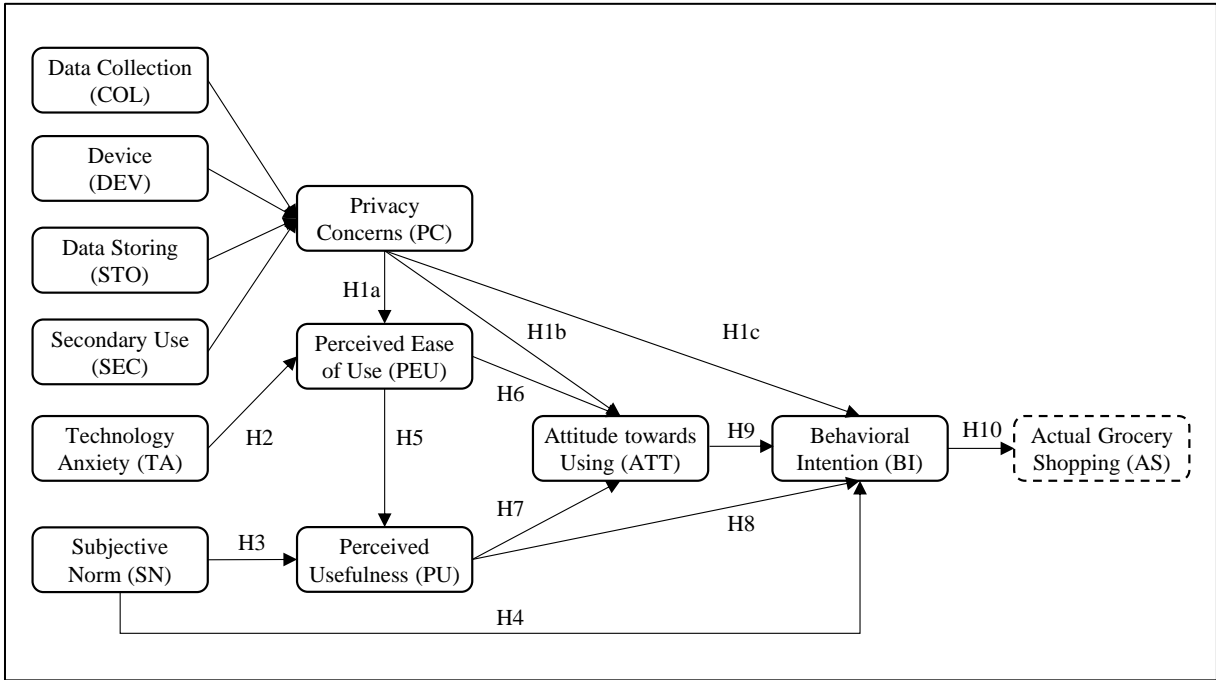 Data Collection
(COL)
Device
(DEV)
Data Storing
(STO)
Secondary Use
(SEC)
Technology
Anxiety (TA)
Subjective
Norm (SN)
Privacy
Concerns (PC)
H1a
H1b
H1c
Perceived Ease
of Use (PEU)
H2
H5
H6
Attitude towards
Using (ATT)
H9
Behavioral
Intention (BI)
H10
Actual Grocery
Shopping (AS)
H3
Perceived
Usefulness (PU)
H7
H8
H4